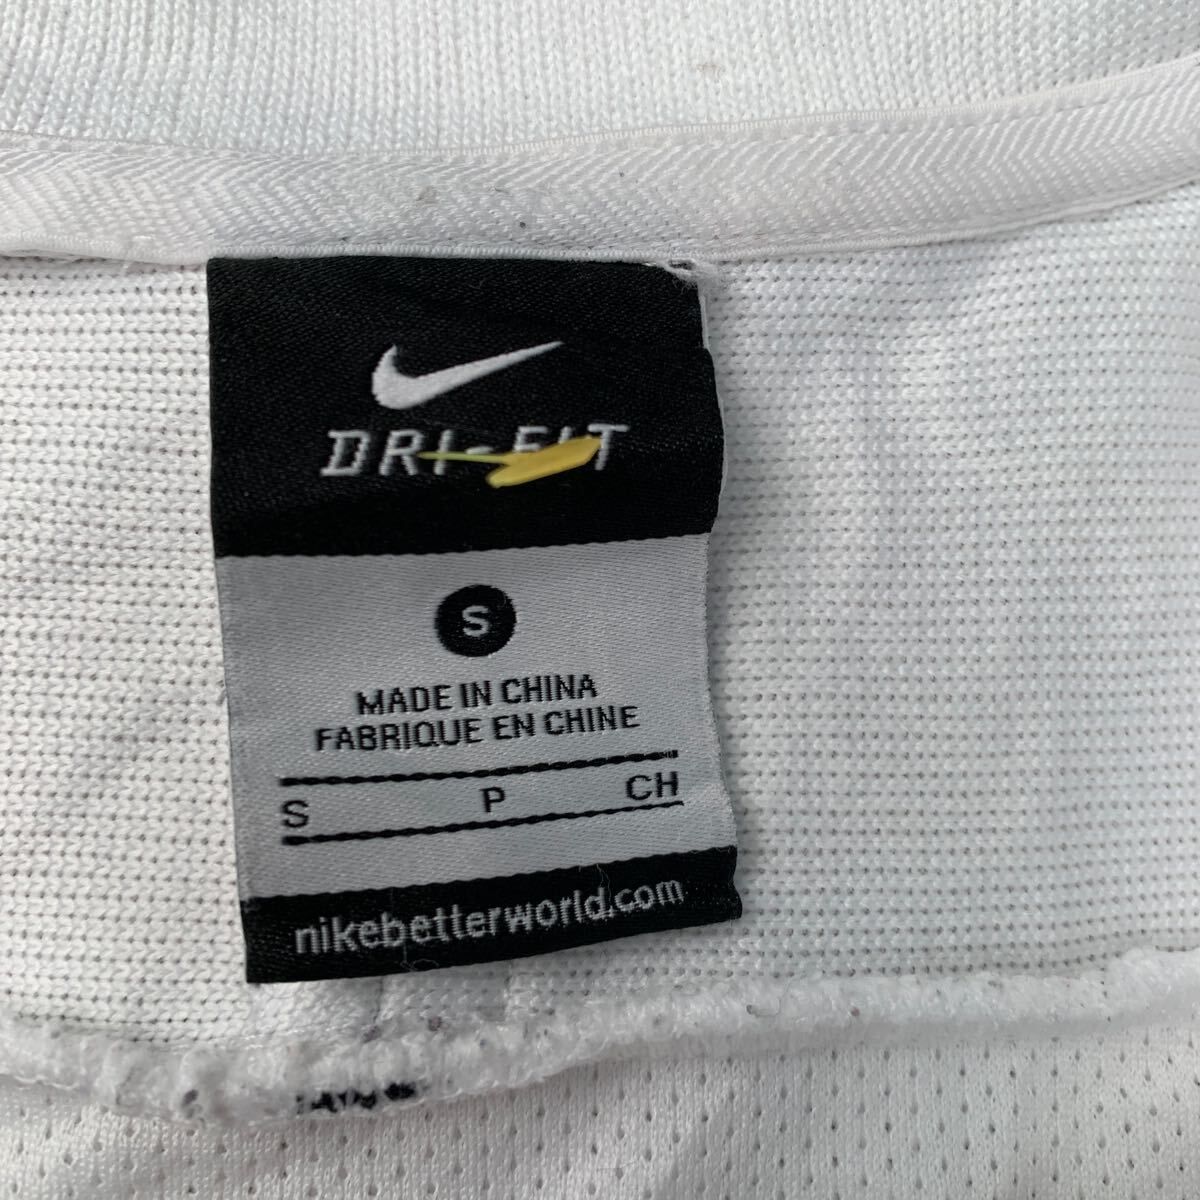 DRI-FIT
S
MADE IN CHINA
FABRIQUE EN CHINE
S P CH
nikebetterworld.com